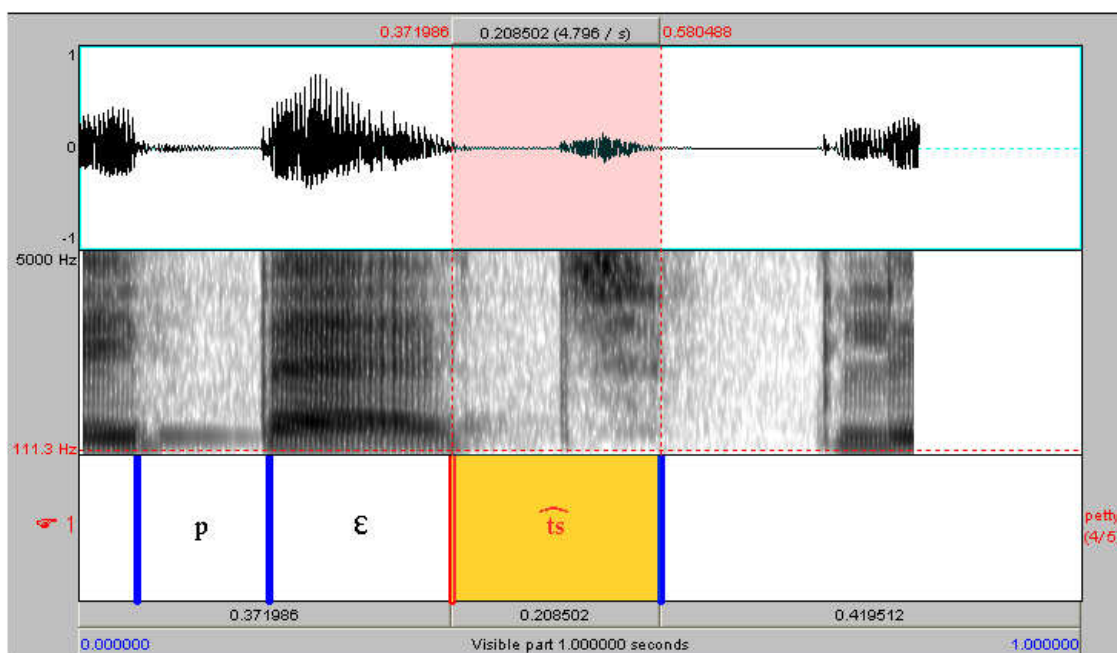 0.371986 0.208502 (4.796 / s) 0.580488
1
0
-1
5000 Hz
111.3 Hz
1 p ɛ t͡s petty
(4/5
0.371986 0.208502 0.419512
0.000000 Visible part 1.000000 seconds 1.000000